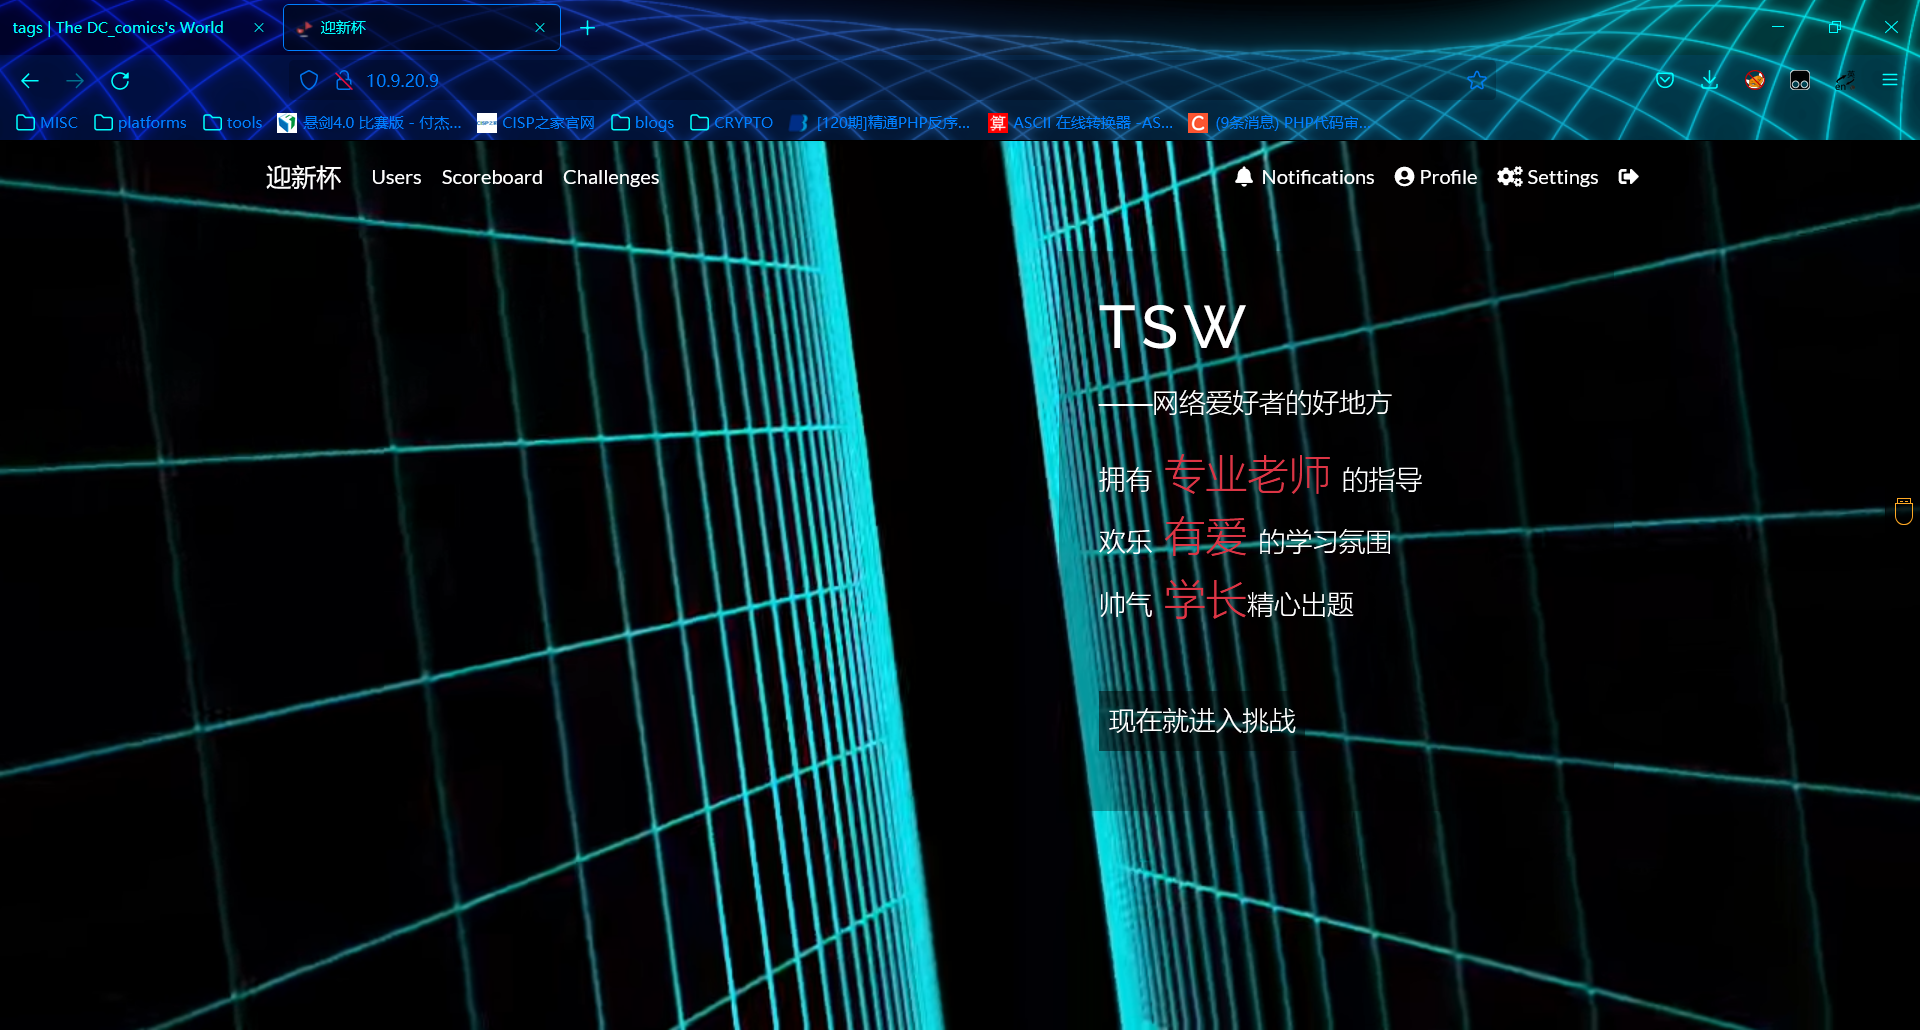 tags | The DC_comics's World
迎新杯
10.9.20.9
MISC platforms tools 悬剑4.0 比赛版 - 付杰... CISP之家官网 blogs CRYPTO [120期]精通PHP反序... ASCII 在线转换器 -AS... (9条消息) PHP代码审...
迎新杯 Users Scoreboard Challenges Notifications Profile Settings
TSW
——网络爱好者的好地方
拥有 专业老师 的指导
欢乐 有爱 的学习氛围
帅气 学长精心出题
现在就进入挑战